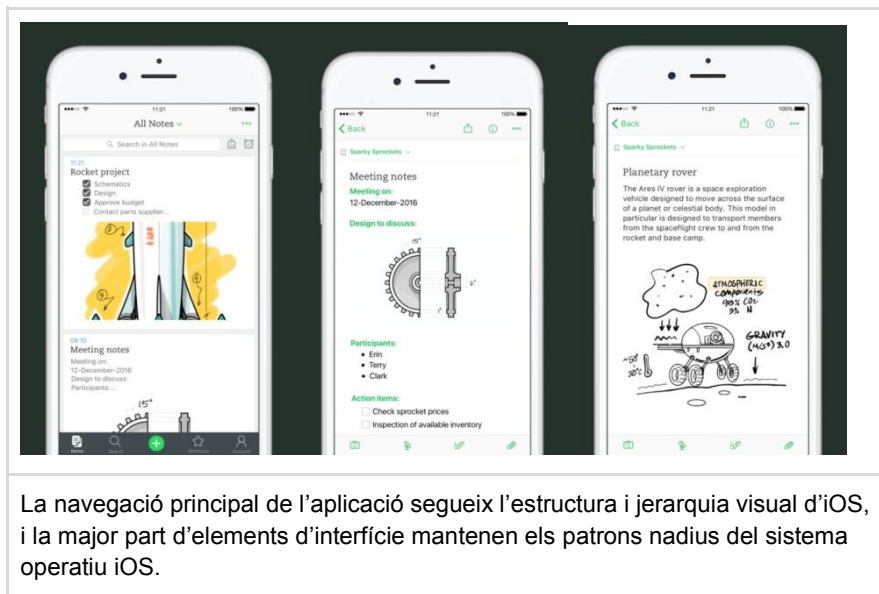 11:21
100%
All Notes
Search in All Notes
11:21
Rocket project
Schematics
Design
Approve budget
Contact parts supplier...
09:10
Meeting notes
Meeting on:
12-December-2016
Design to discuss:
Participants:...
15°
Notes
Search
Shortcuts
Account
11:21
100%
Back
Sparky Sprockets
Meeting notes
Meeting on:
12-December-2016
Design to discuss:
15°
2"
1"
Participants:
• Erin
• Terry
• Clark
Action items:
Check sprocket prices
Inspection of available inventory
11:21
100%
Back
Sparky Sprockets
Planetary rover
The Ares IV rover is a space exploration
vehicle designed to move across the surface
of a planet or celestial body. This model in
particular is designed to transport members
from the spaceflight crew to and from the
rocket and base camp.
ATMOSPHERIC
components
GRAVITY
La navegació principal de l’aplicació segueix l’estructura i jerarquia visual d’iOS,
i la major part d’elements d’interfície mantenen els patrons nadius del sistema
operatiu iOS.